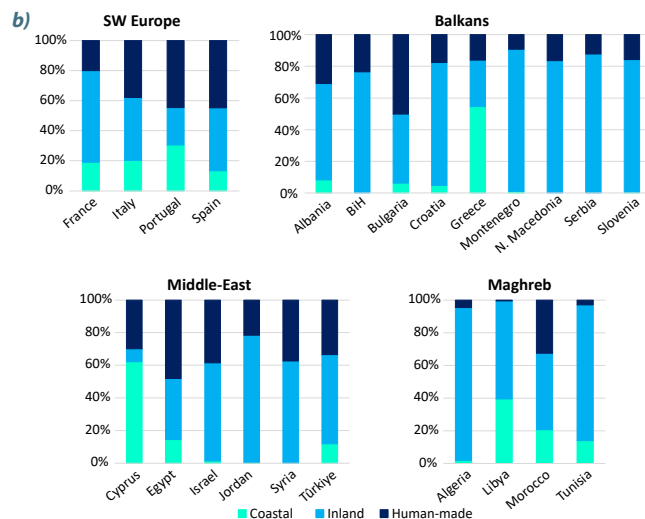 b)
SW Europe
100%
80%
60%
40%
20%
0%
France
Italy
Portugal
Spain
Balkans
100%
80%
60%
40%
20%
0%
Albania
BiH
Bulgaria
Croatia
Greece
Montenegro
N. Macedonia
Serbia
Slovenia
Middle-East
100%
80%
60%
40%
20%
0%
Cyprus
Egypt
Israel
Jordan
Syria
Türkiye
Maghreb
100%
80%
60%
40%
20%
0%
Algeria
Libya
Morocco
Tunisia
Coastal Inland Human-made